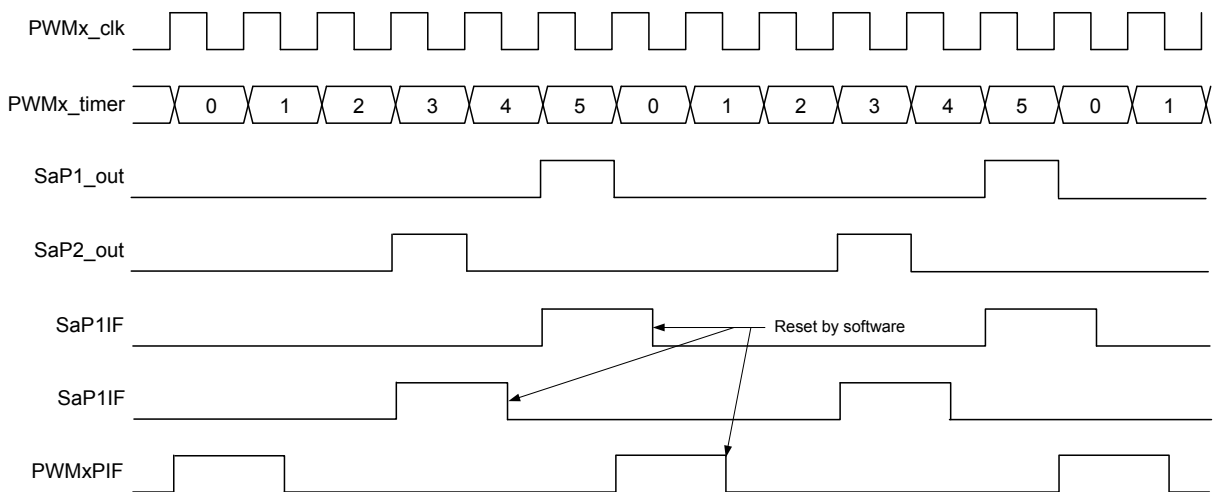 PWMx_clk
PWMx_timer 0 1 2 3 4 5 0 1 2 3 4 5 0 1
SaP1_out
SaP2_out
SaP1IF Reset by software
SaP1IF
PWMxPIF